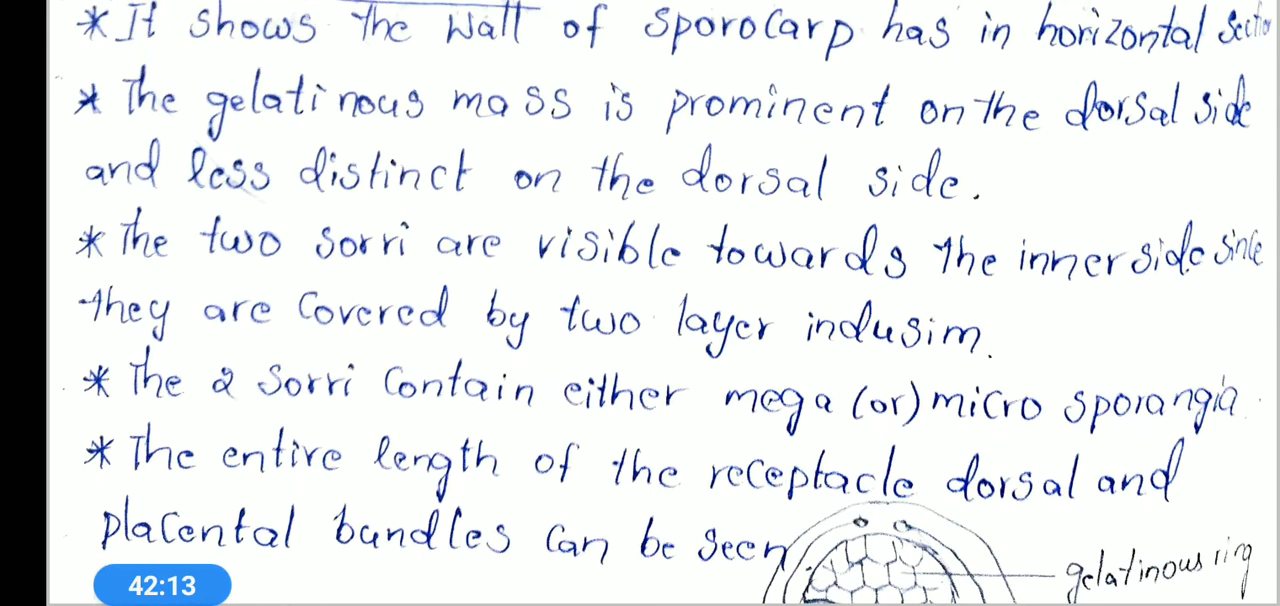 * It shows the wall of sporocarp has in horizontal section
* The gelatinous mass is prominent on the dorsal side
and less distinct on the dorsal side.
* The two sorri are visible towards the inner side since
they are covered by two layer indusim.
* The 2 sorri contain either mega (or) micro sporangia
* The entire length of the receptacle dorsal and
placental bundles can be seen
gelatinous ring
42:13